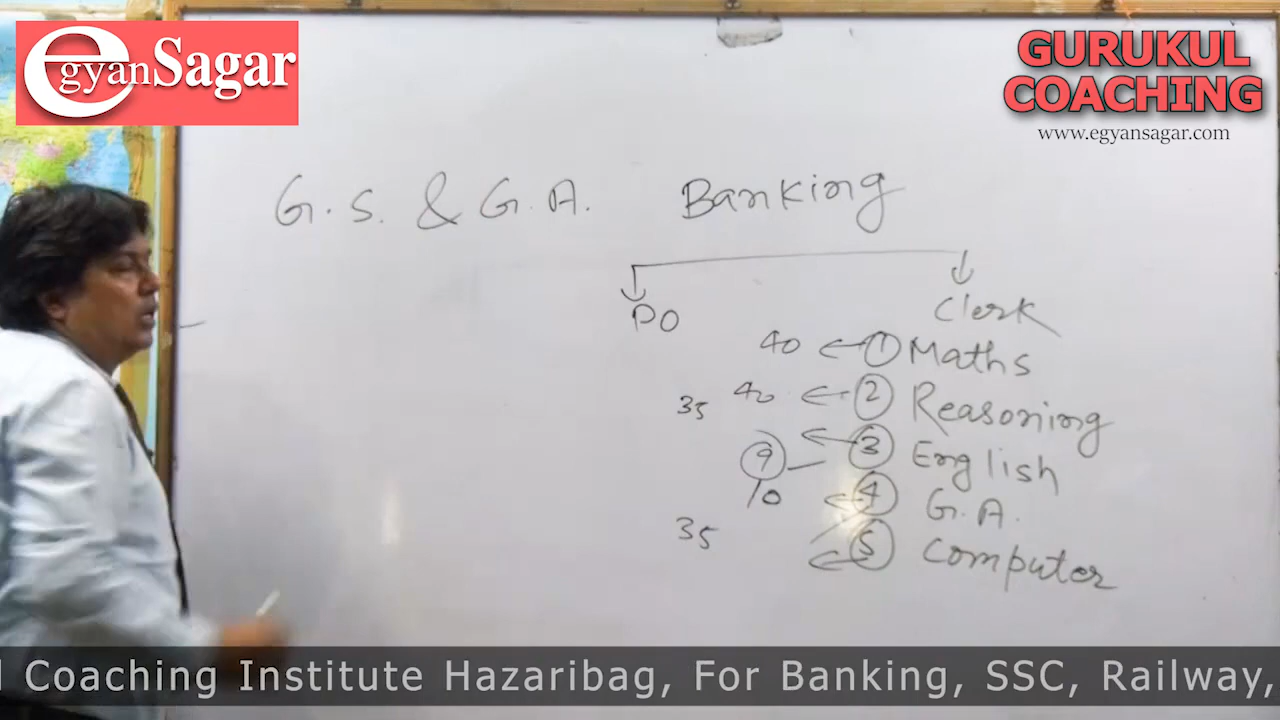 egyanSagar
GURUKUL
COACHING
www.egyansagar.com
G.S. & G.A. Banking
PO
Clerk
40 ① Maths
35 40 ② Reasoning
③ English
9
10 ④ G.A.
35 ⑤ Computer
Coaching Institute Hazaribag, For Banking, SSC, Railway,